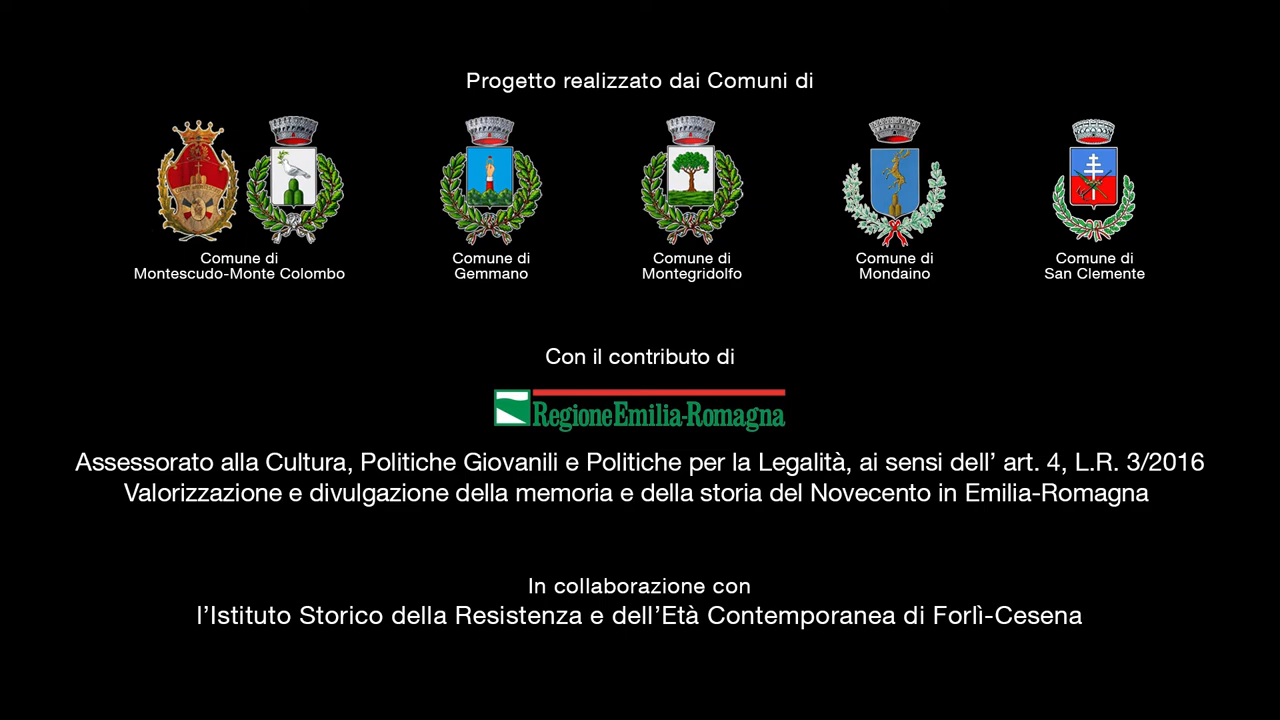 Progetto realizzato dai Comuni di
Comune di
Montescudo-Monte Colombo
Comune di
Gemmano
Comune di
Montegridolfo
Comune di
Mondaino
Comune di
San Clemente
Con il contributo di
RegioneEmilia-Romagna
Assessorato alla Cultura, Politiche Giovanili e Politiche per la Legalità, ai sensi dell’ art. 4, L.R. 3/2016
Valorizzazione e divulgazione della memoria e della storia del Novecento in Emilia-Romagna
In collaborazione con
l’Istituto Storico della Resistenza e dell’Età Contemporanea di Forlì-Cesena